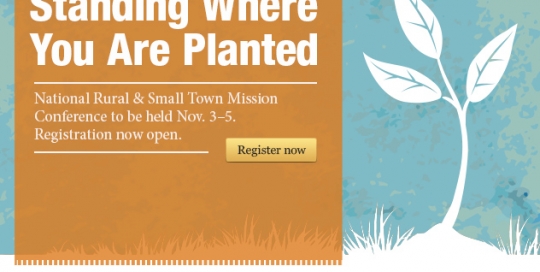 Standing Where
You Are Planted
National Rural & Small Town Mission
Conference to be held Nov. 3–5.
Registration now open.
Register now